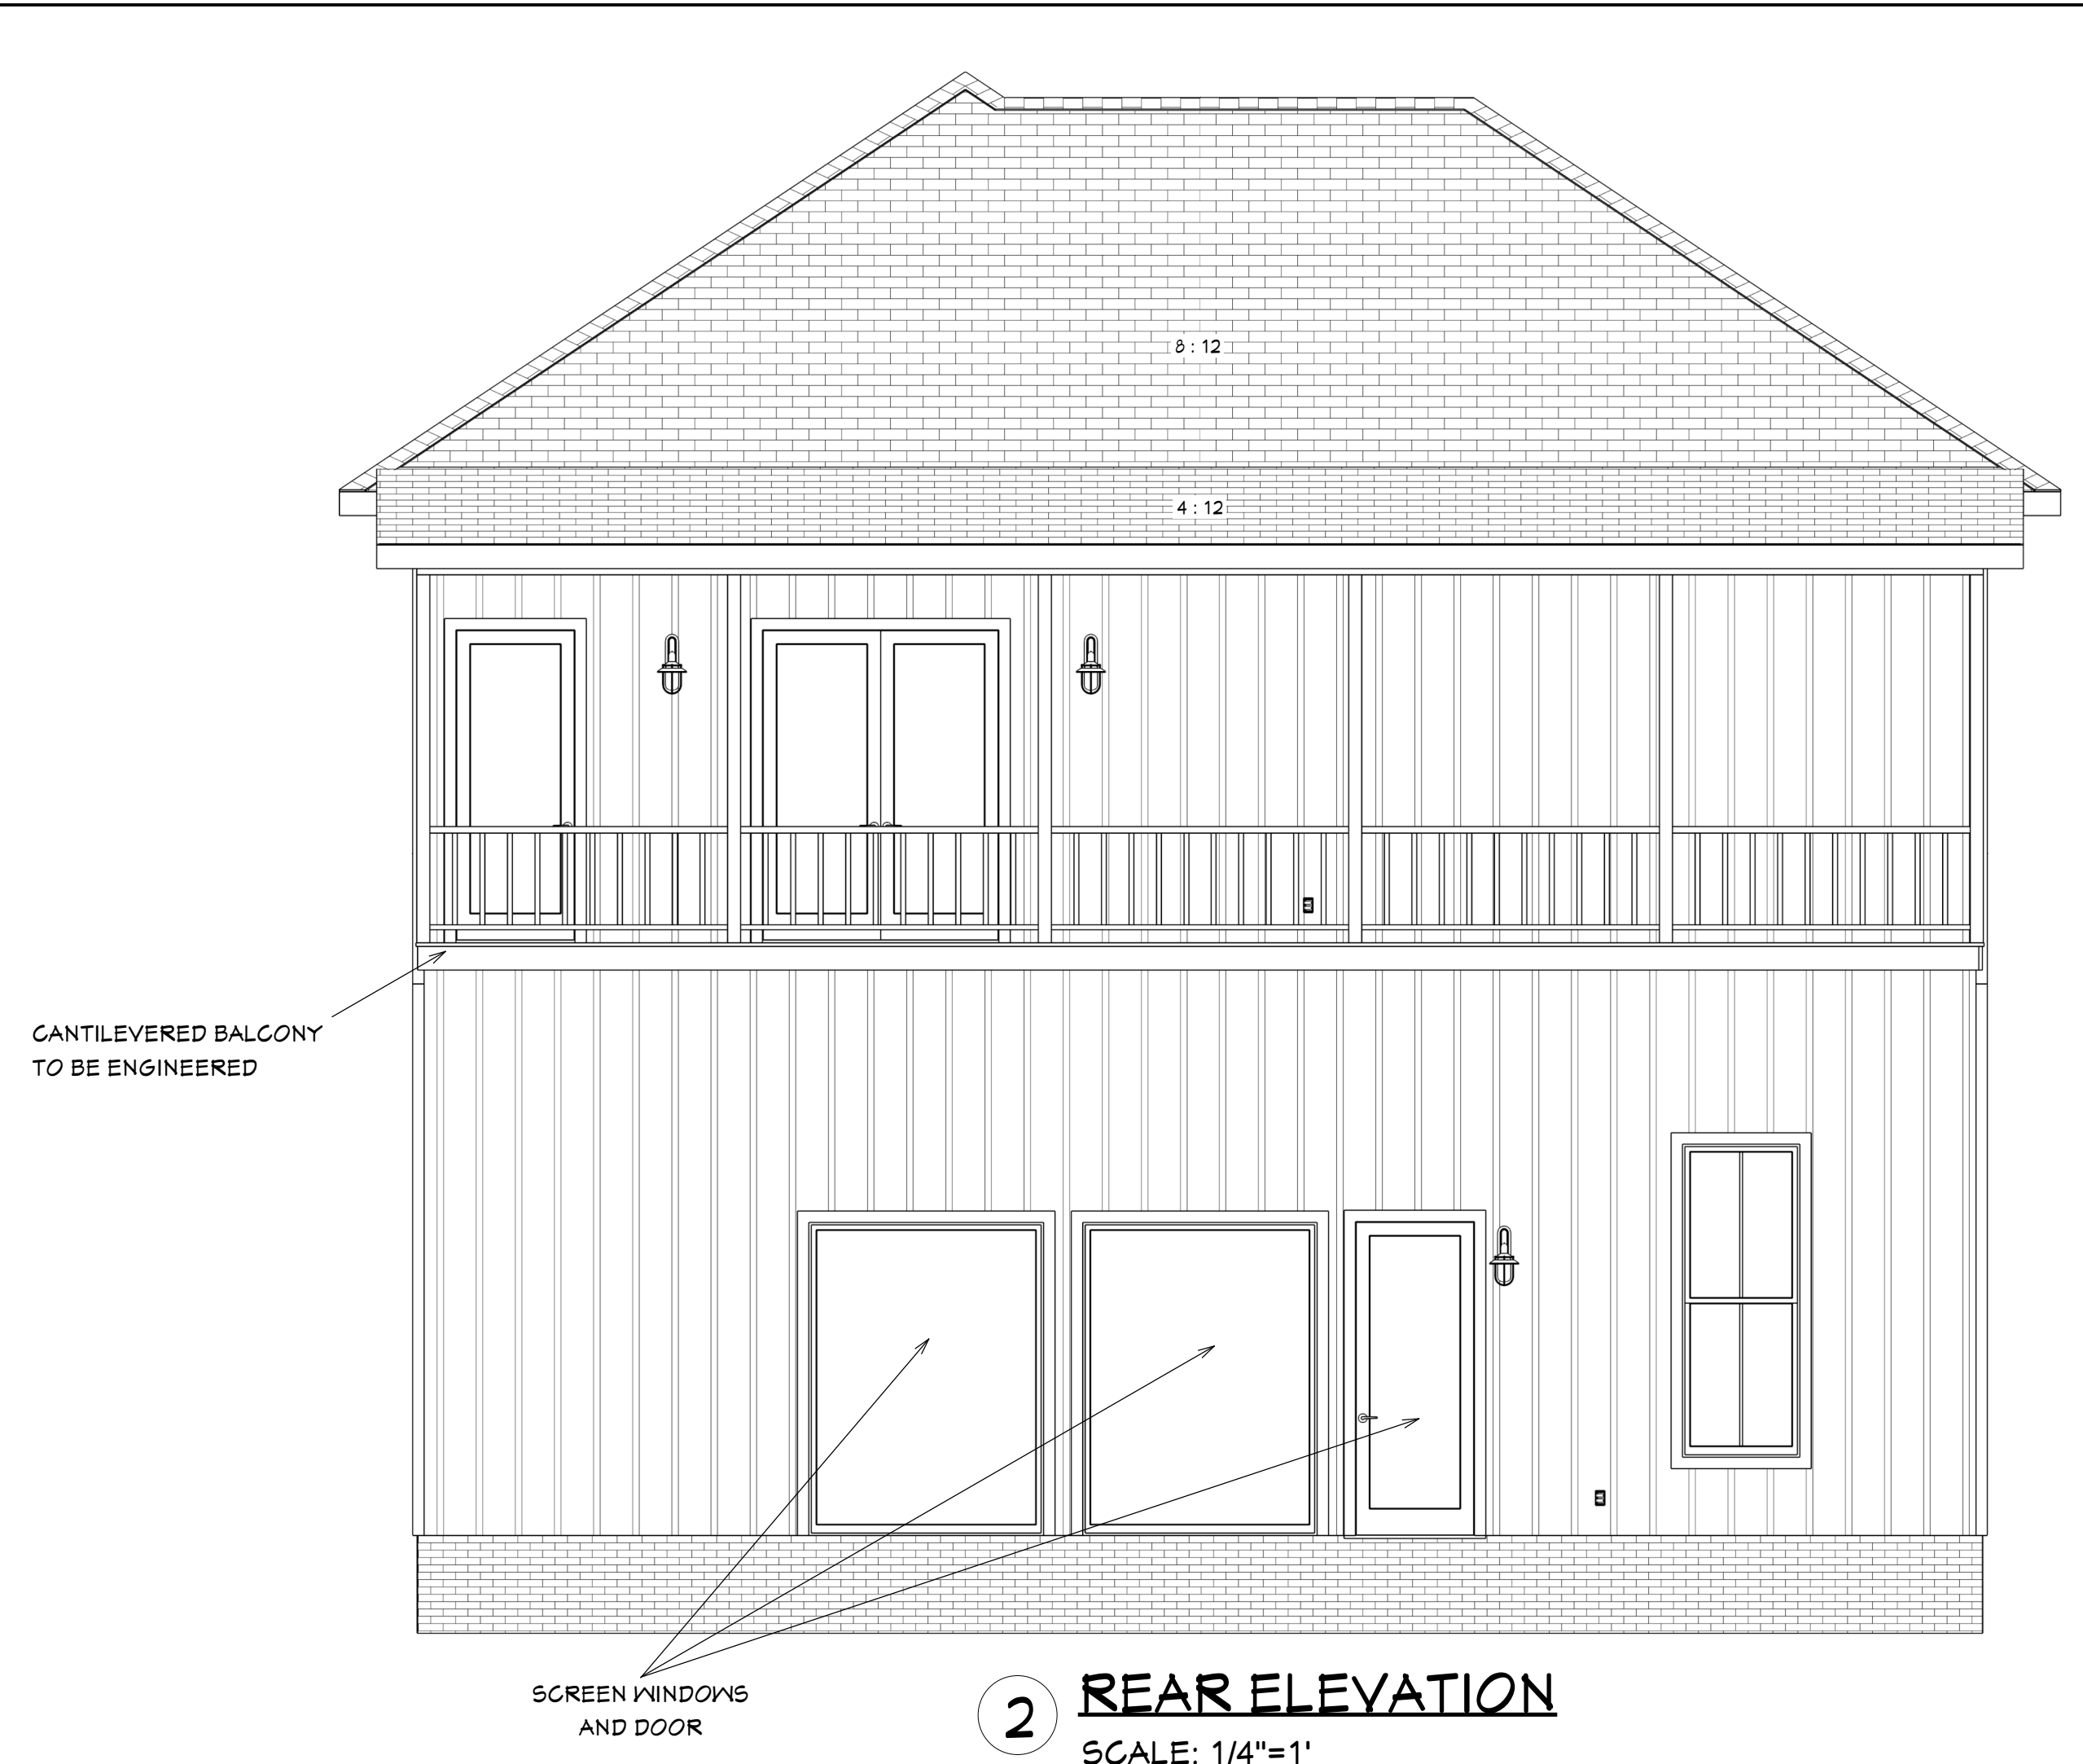 8 : 12
4 : 12
CANTILEVERED BALCONY
TO BE ENGINEERED
SCREEN WINDOWS
AND DOOR
2
REAR ELEVATION
SCALE: 1/4"=1'